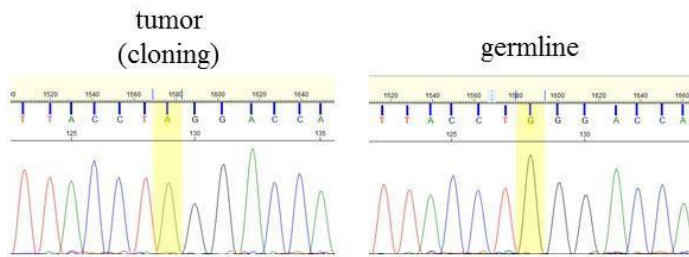 tumor
(cloning)
1520 1540 1560 1580 1600 1620 1640
T T A C C T A G G A C C A
125 130 135
germline
1520 1540 1560 1580 1600 1620 1640 1660
T T A C C T G G G A C C A
125 130